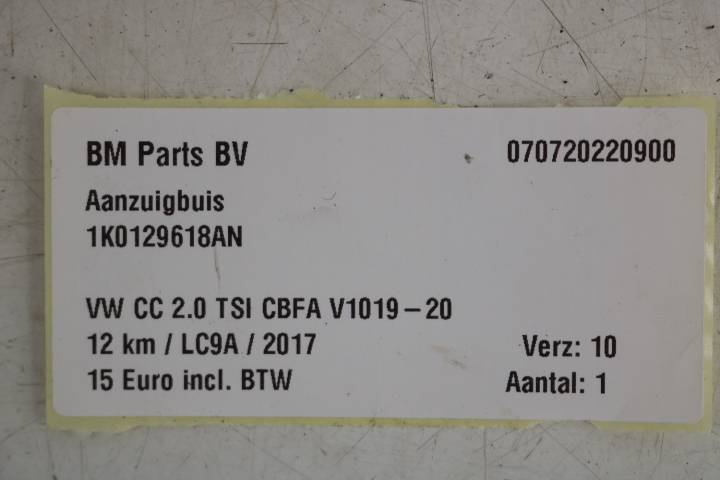 BM Parts BV 070720220900
Aanzuigbuis
1K0129618AN
VW CC 2.0 TSI CBFA V1019-20
12 km / LC9A / 2017 Verz: 10
15 Euro incl. BTW Aantal: 1